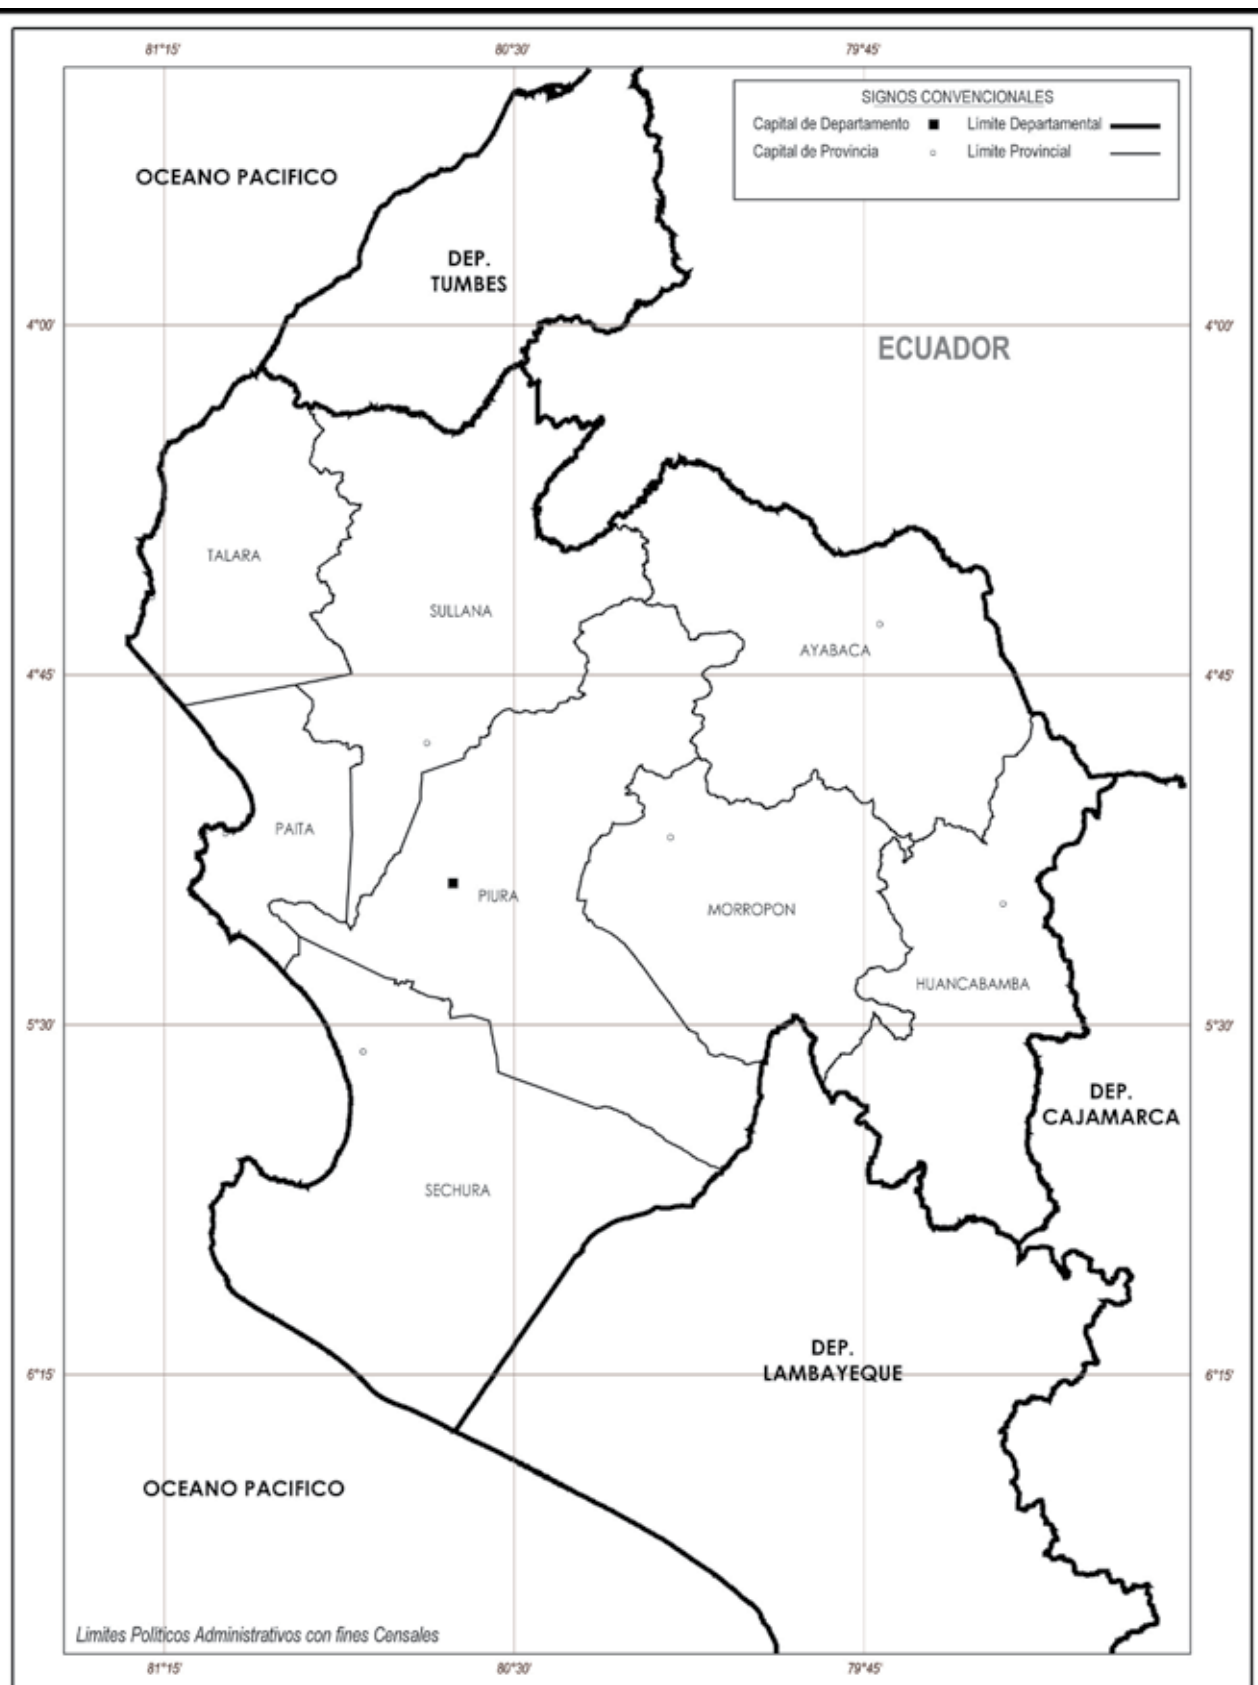 81°15'
80°30'
79°45'
SIGNOS CONVENCIONALES
Capital de Departamento
Limite Departamental
Capital de Provincia
Limite Provincial
OCEANO PACIFICO
DEP.
TUMBES
4°00'
4°00'
ECUADOR
TALARA
SULLANA
AYABACA
4°45'
4°45'
PAITA
PIURA
MORROPON
HUANCABAMBA
5°30'
5°30'
DEP.
CAJAMARCA
SECHURA
DEP.
LAMBAYEQUE
6°15'
6°15'
OCEANO PACIFICO
Limites Políticos Administrativos con fines Censales
81°15'
80°30'
79°45'